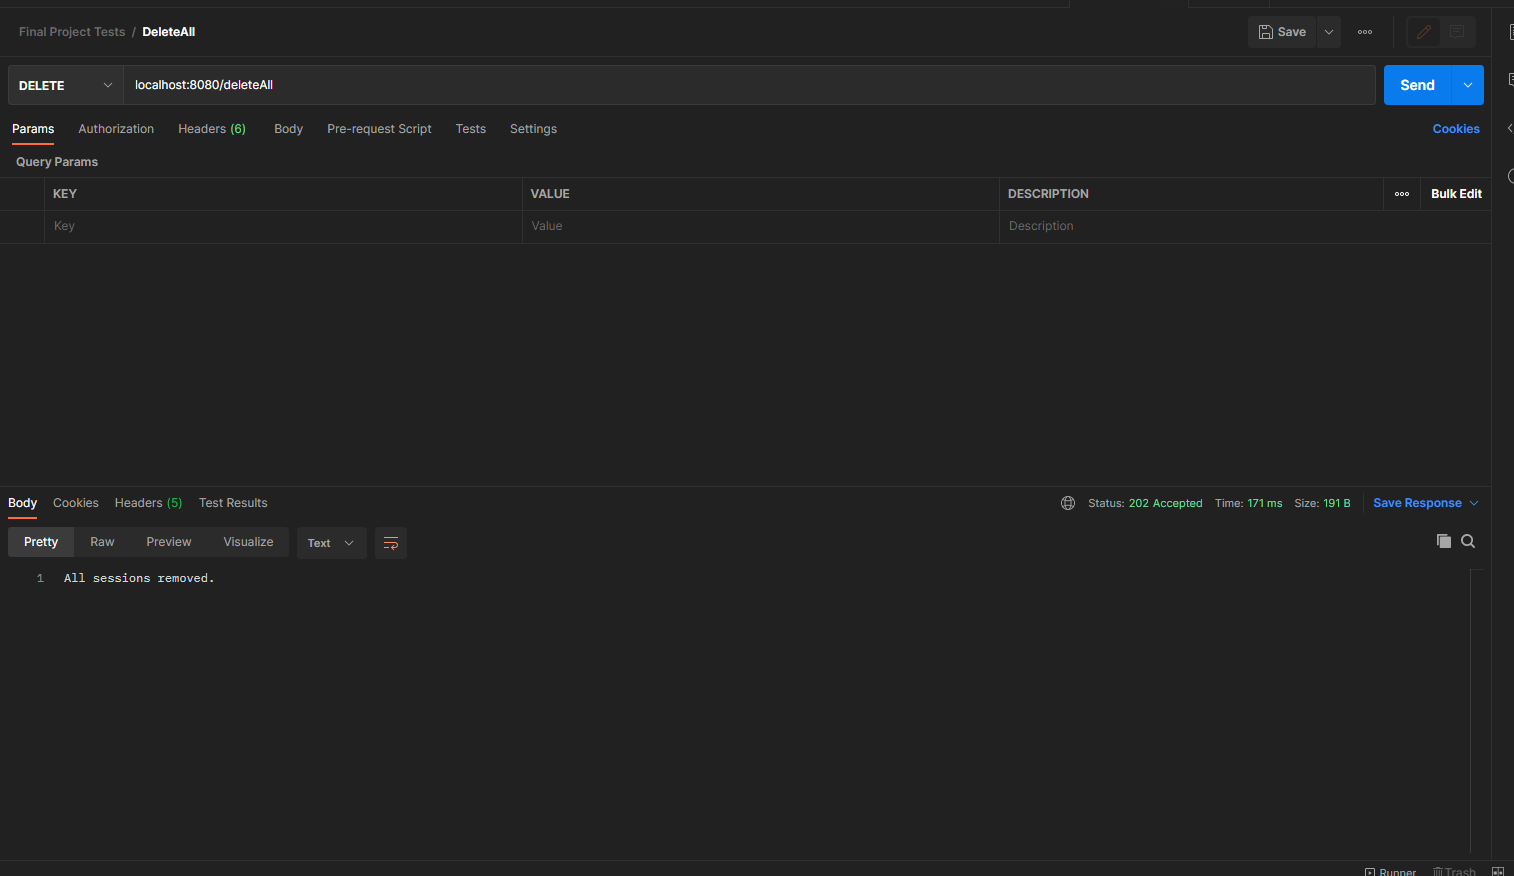 Final Project Tests / DeleteAll
Save
DELETE
localhost:8080/deleteAll
Send
Params Authorization Headers (6) Body Pre-request Script Tests Settings Cookies
Query Params
KEY VALUE DESCRIPTION Bulk Edit
Key Value Description
Body Cookies Headers (5) Test Results Status: 202 Accepted Time: 171 ms Size: 191 B Save Response
Pretty Raw Preview Visualize Text
1 All sessions removed.
Runner Trash